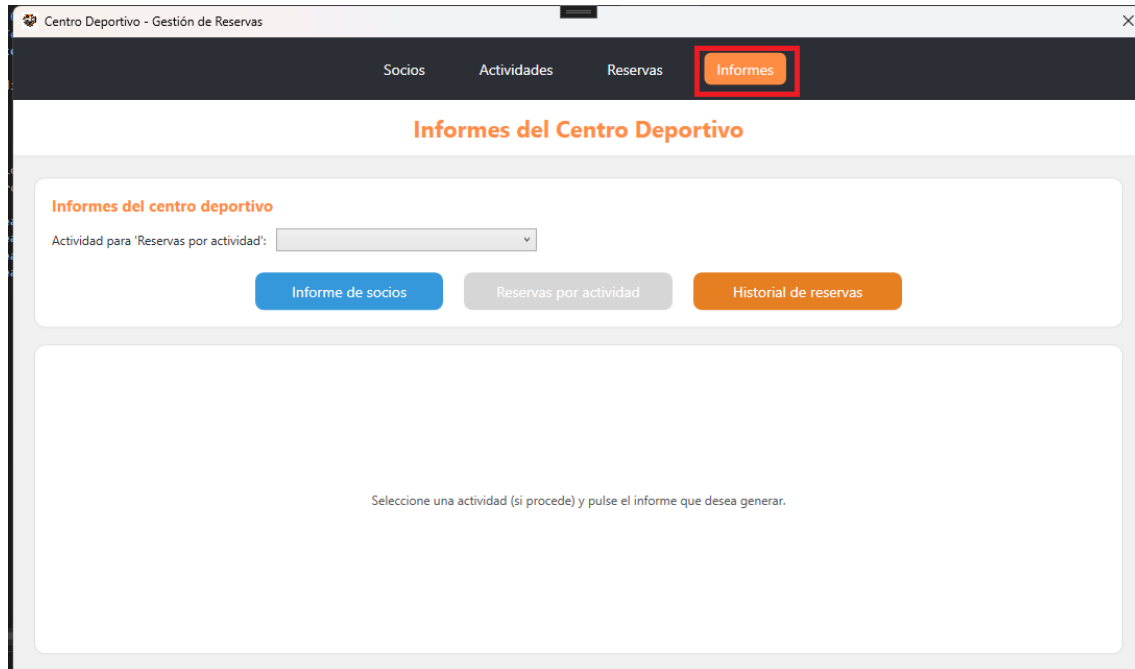 Centro Deportivo - Gestión de Reservas
Socios Actividades Reservas Informes
Informes del Centro Deportivo
Informes del centro deportivo
Actividad para 'Reservas por actividad':
Informe de socios Reservas por actividad Historial de reservas
Seleccione una actividad (si procede) y pulse el informe que desea generar.